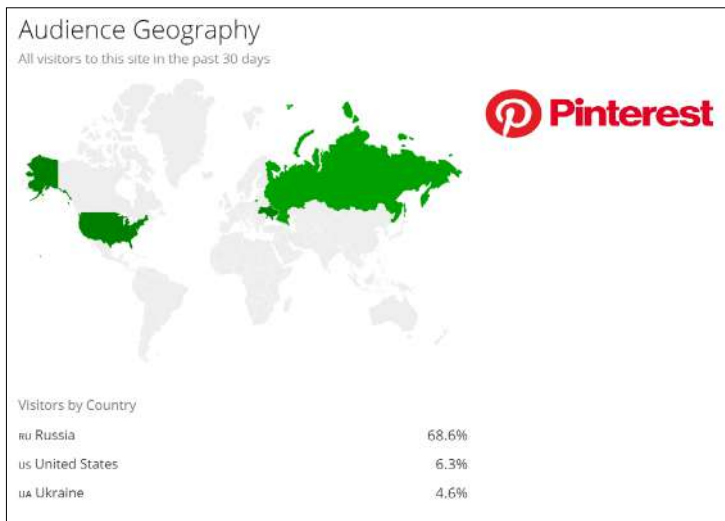 Audience Geography
All visitors to this site in the past 30 days
Pinterest
Visitors by Country
RU Russia 68.6%
US United States 6.3%
UA Ukraine 4.6%